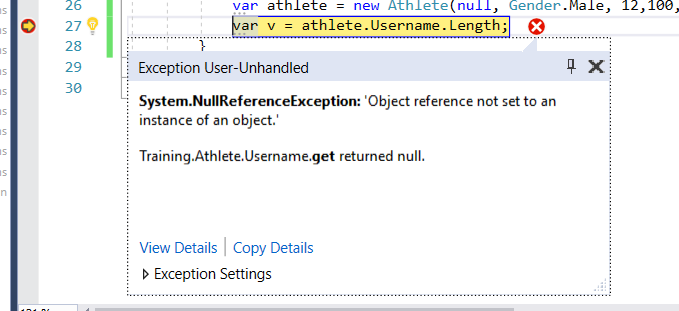 26 var athlete = new Athlete(null, Gender.Male, 12,100,
27 var v = athlete.Username.Length;
28 }
29
30
Exception User-Unhandled
System.NullReferenceException: 'Object reference not set to an
instance of an object.'
Training.Athlete.Username.get returned null.
View Details | Copy Details
Exception Settings